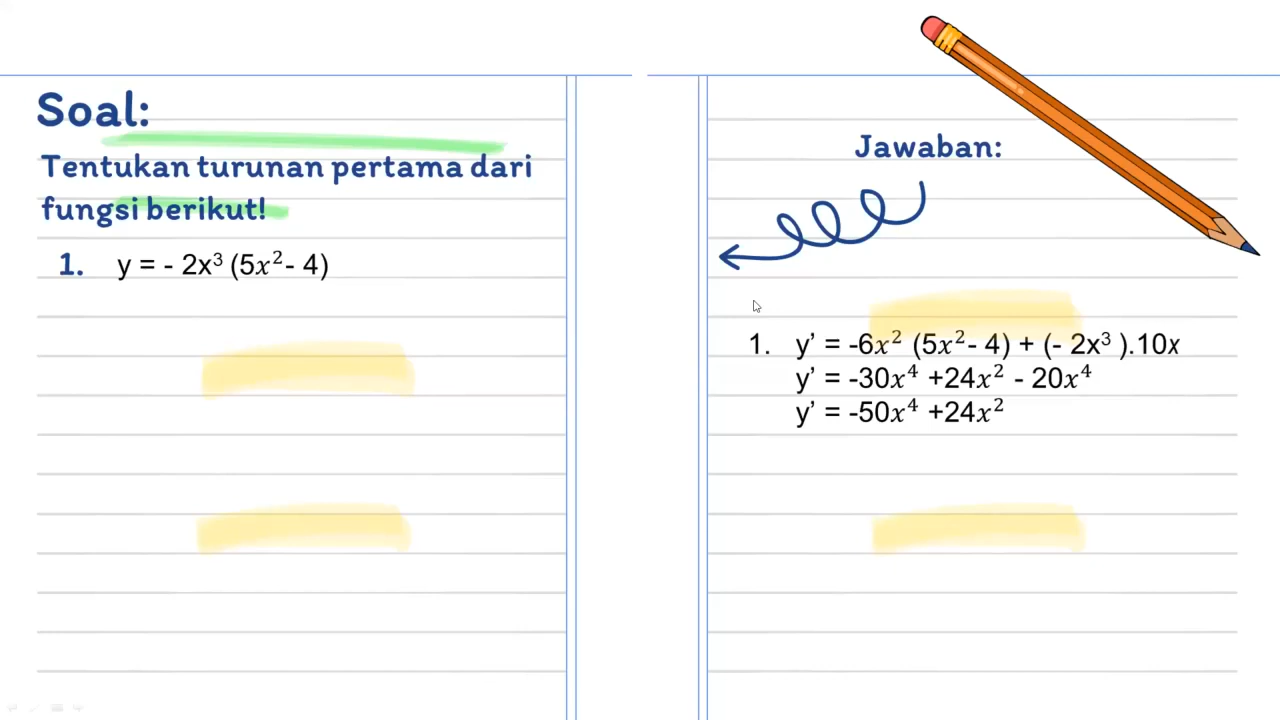 Soal:
Tentukan turunan pertama dari
fungsi berikut!
1. y = - 2x³ (5x² - 4)
Jawaban:
1. y’ = -6x² (5x² - 4) + (- 2x³ ).10x
y’ = -30x⁴ +24x² - 20x⁴
y’ = -50x⁴ +24x²